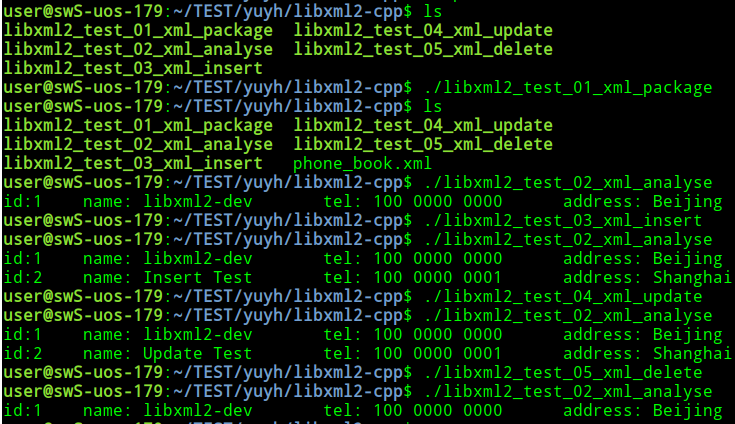 user@swS-uos-179:~/TEST/yuyh/libxml2-cpp$ ls
libxml2_test_01_xml_package  libxml2_test_04_xml_update
libxml2_test_02_xml_analyse  libxml2_test_05_xml_delete
libxml2_test_03_xml_insert
user@swS-uos-179:~/TEST/yuyh/libxml2-cpp$ ./libxml2_test_01_xml_package
user@swS-uos-179:~/TEST/yuyh/libxml2-cpp$ ls
libxml2_test_01_xml_package  libxml2_test_04_xml_update
libxml2_test_02_xml_analyse  libxml2_test_05_xml_delete
libxml2_test_03_xml_insert   phone_book.xml
user@swS-uos-179:~/TEST/yuyh/libxml2-cpp$ ./libxml2_test_02_xml_analyse
id:1    name: libxml2-dev       tel: 100 0000 0000      address: Beijing
user@swS-uos-179:~/TEST/yuyh/libxml2-cpp$ ./libxml2_test_03_xml_insert
user@swS-uos-179:~/TEST/yuyh/libxml2-cpp$ ./libxml2_test_02_xml_analyse
id:1    name: libxml2-dev       tel: 100 0000 0000      address: Beijing
id:2    name: Insert Test       tel: 100 0000 0001      address: Shanghai
user@swS-uos-179:~/TEST/yuyh/libxml2-cpp$ ./libxml2_test_04_xml_update
user@swS-uos-179:~/TEST/yuyh/libxml2-cpp$ ./libxml2_test_02_xml_analyse
id:1    name: libxml2-dev       tel: 100 0000 0000      address: Beijing
id:2    name: Update Test       tel: 100 0000 0001      address: Shanghai
user@swS-uos-179:~/TEST/yuyh/libxml2-cpp$ ./libxml2_test_05_xml_delete
user@swS-uos-179:~/TEST/yuyh/libxml2-cpp$ ./libxml2_test_02_xml_analyse
id:1    name: libxml2-dev       tel: 100 0000 0000      address: Beijing